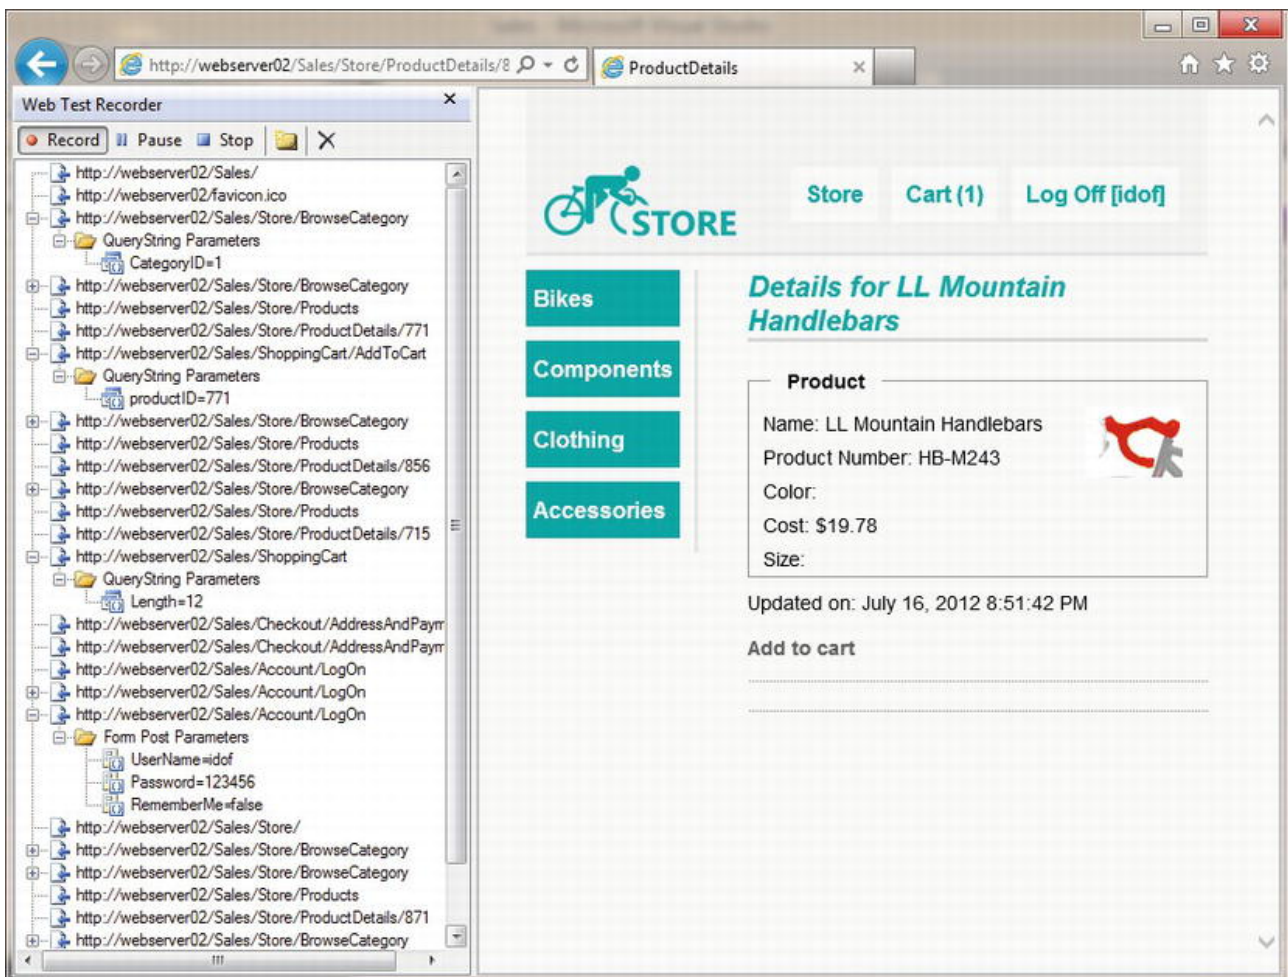 http://webserver02/Sales/Store/ProductDetails/8
ProductDetails
Web Test Recorder
Record Pause Stop
http://webserver02/Sales/
http://webserver02/favicon.ico
http://webserver02/Sales/Store/BrowseCategory
QueryString Parameters
CategoryID=1
http://webserver02/Sales/Store/BrowseCategory
http://webserver02/Sales/Store/Products
http://webserver02/Sales/Store/ProductDetails/771
http://webserver02/Sales/ShoppingCart/AddToCart
QueryString Parameters
productID=771
http://webserver02/Sales/Store/BrowseCategory
http://webserver02/Sales/Store/Products
http://webserver02/Sales/Store/ProductDetails/856
http://webserver02/Sales/Store/BrowseCategory
http://webserver02/Sales/Store/Products
http://webserver02/Sales/Store/ProductDetails/715
http://webserver02/Sales/ShoppingCart
QueryString Parameters
Length=12
http://webserver02/Sales/Checkout/AddressAndPaym
http://webserver02/Sales/Checkout/AddressAndPaym
http://webserver02/Sales/Account/LogOn
http://webserver02/Sales/Account/LogOn
http://webserver02/Sales/Account/LogOn
Form Post Parameters
UserName=idof
Password=123456
RememberMe=false
http://webserver02/Sales/Store/
http://webserver02/Sales/Store/BrowseCategory
http://webserver02/Sales/Store/BrowseCategory
http://webserver02/Sales/Store/Products
http://webserver02/Sales/Store/ProductDetails/871
http://webserver02/Sales/Store/BrowseCategory
STORE
Store Cart (1) Log Off [idof]
Bikes
Components
Clothing
Accessories
Details for LL Mountain
Handlebars
Product
Name: LL Mountain Handlebars
Product Number: HB-M243
Color:
Cost: $19.78
Size:
Updated on: July 16, 2012 8:51:42 PM
Add to cart